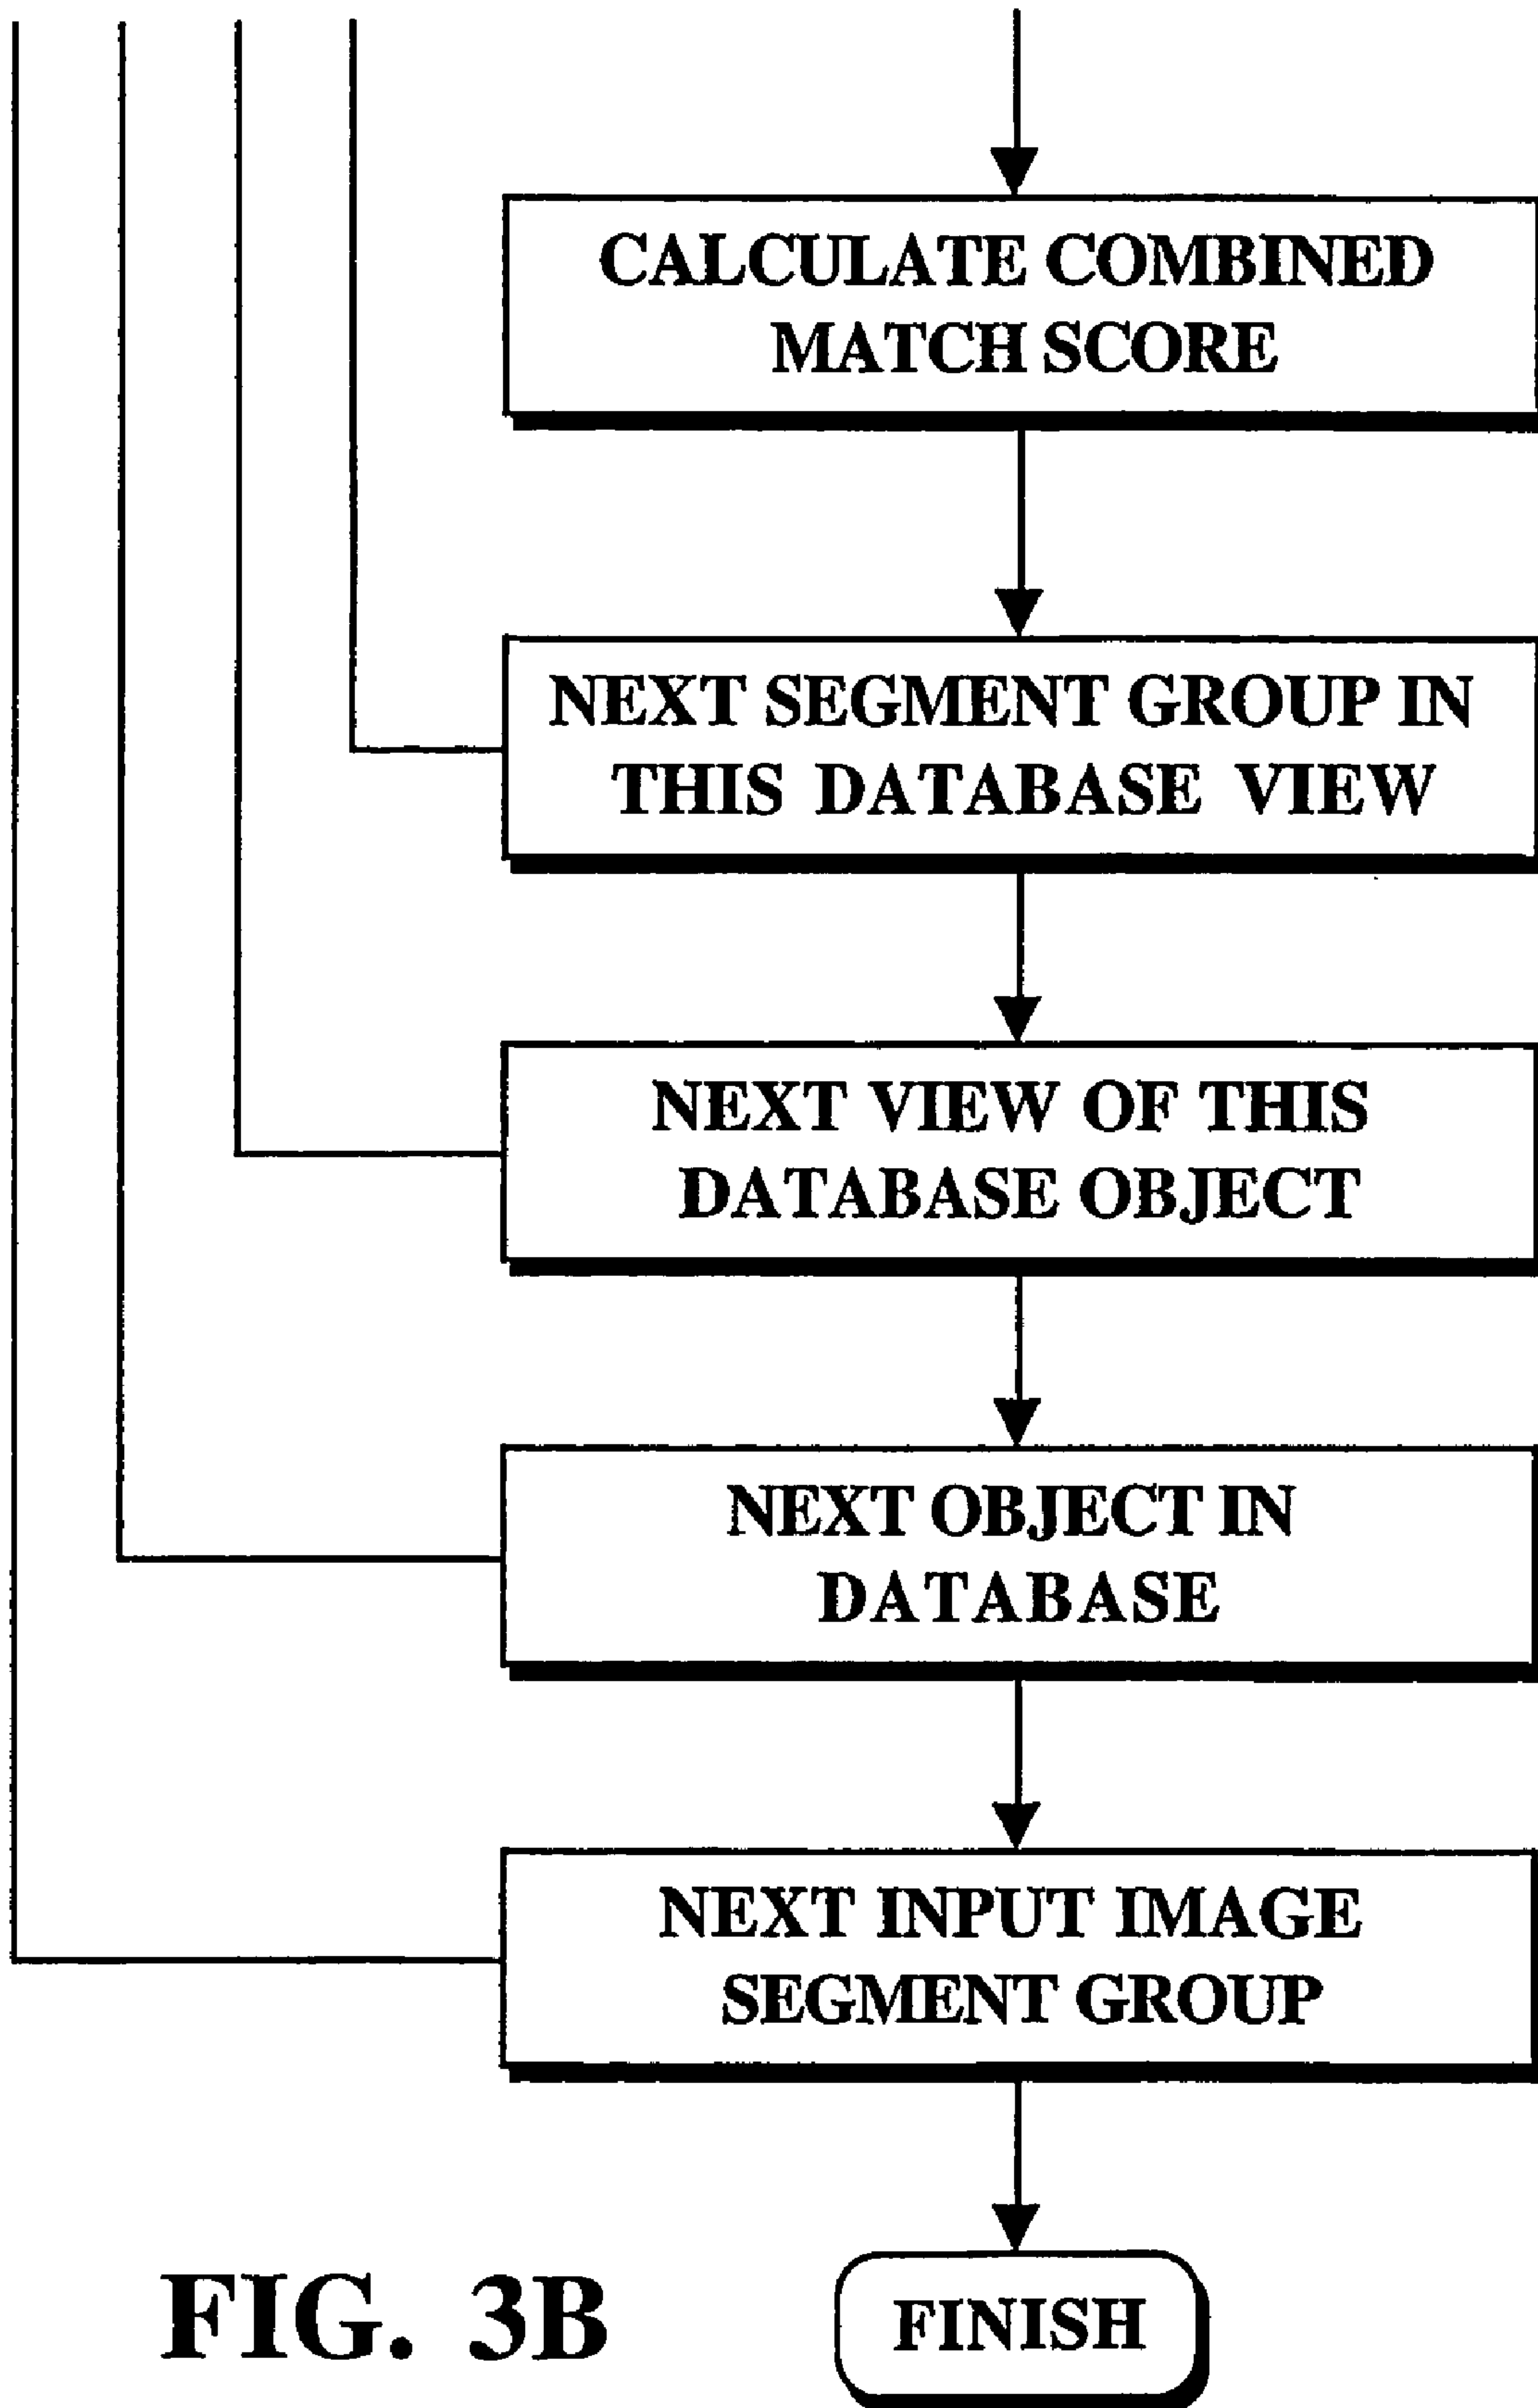 CALCULATE COMBINED
MATCH SCORE
NEXT SEGMENT GROUP IN
THIS DATABASE VIEW
NEXT VIEW OF THIS
DATABASE OBJECT
NEXT OBJECT IN
DATABASE
NEXT INPUT IMAGE
SEGMENT GROUP
FINISH
FIG. 3B